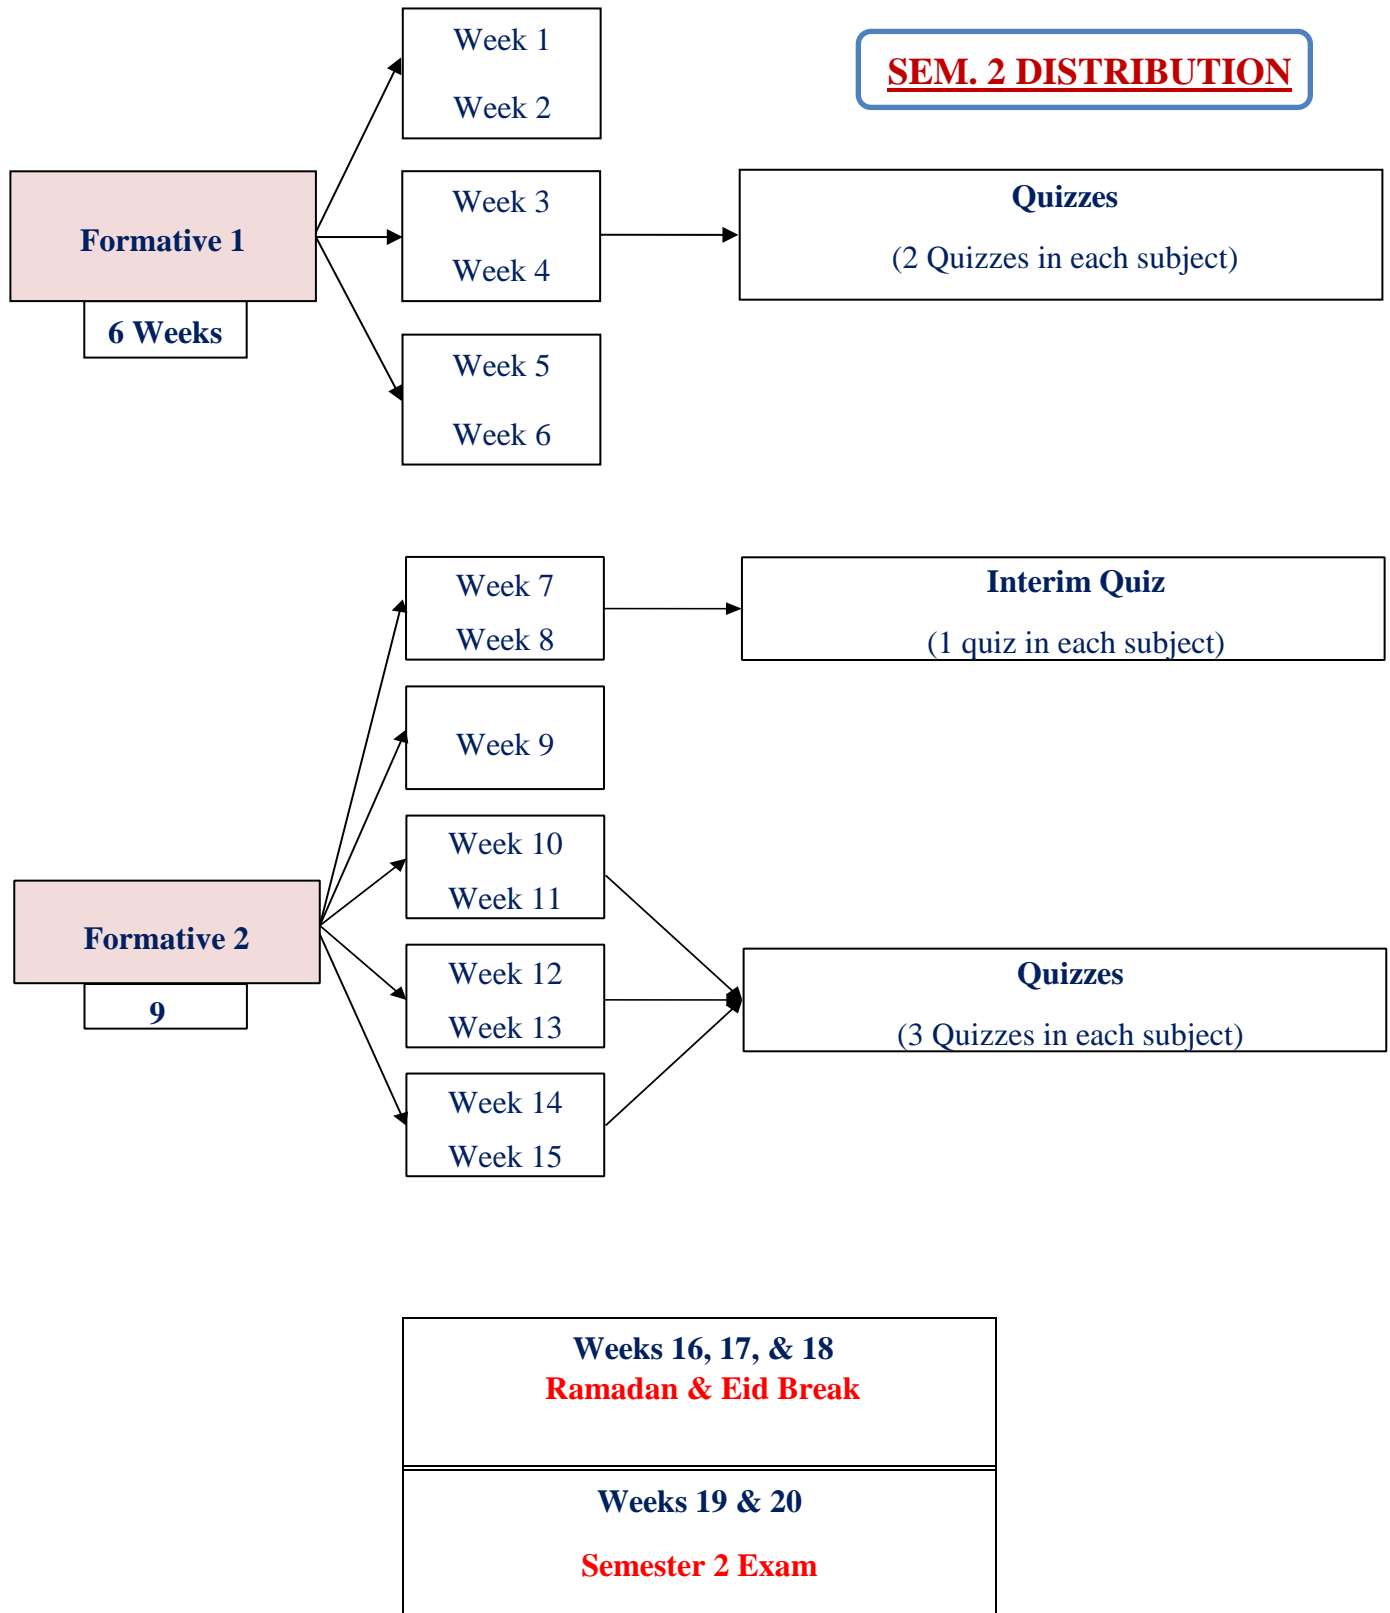 SEM. 2 DISTRIBUTION
Week 1
Week 2
Formative 1
6 Weeks
Week 3
Week 4
Quizzes
(2 Quizzes in each subject)
Week 5
Week 6
Week 7
Week 8
Interim Quiz
(1 quiz in each subject)
Week 9
Week 10
Week 11
Formative 2
9
Week 12
Week 13
Quizzes
(3 Quizzes in each subject)
Week 14
Week 15
Weeks 16, 17, & 18
Ramadan & Eid Break
Weeks 19 & 20
Semester 2 Exam